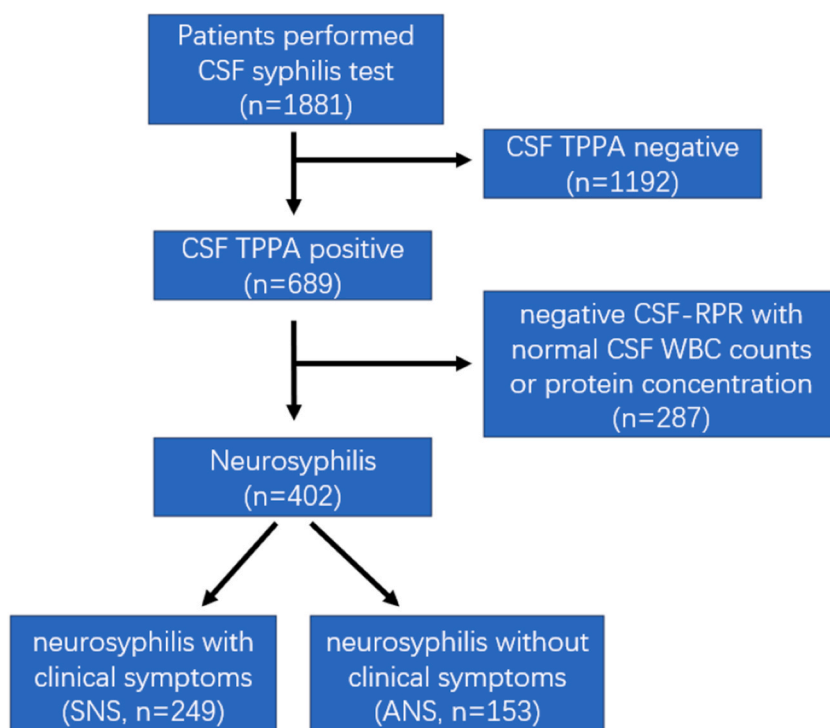 Patients performed
CSF syphilis test
(n=1881)
CSF TPPA negative
(n=1192)
CSF TPPA positive
(n=689)
negative CSF-RPR with
normal CSF WBC counts
or protein concentration
(n=287)
Neurosyphilis
(n=402)
neurosyphilis with
clinical symptoms
(SNS, n=249)
neurosyphilis without
clinical symptoms
(ANS, n=153)